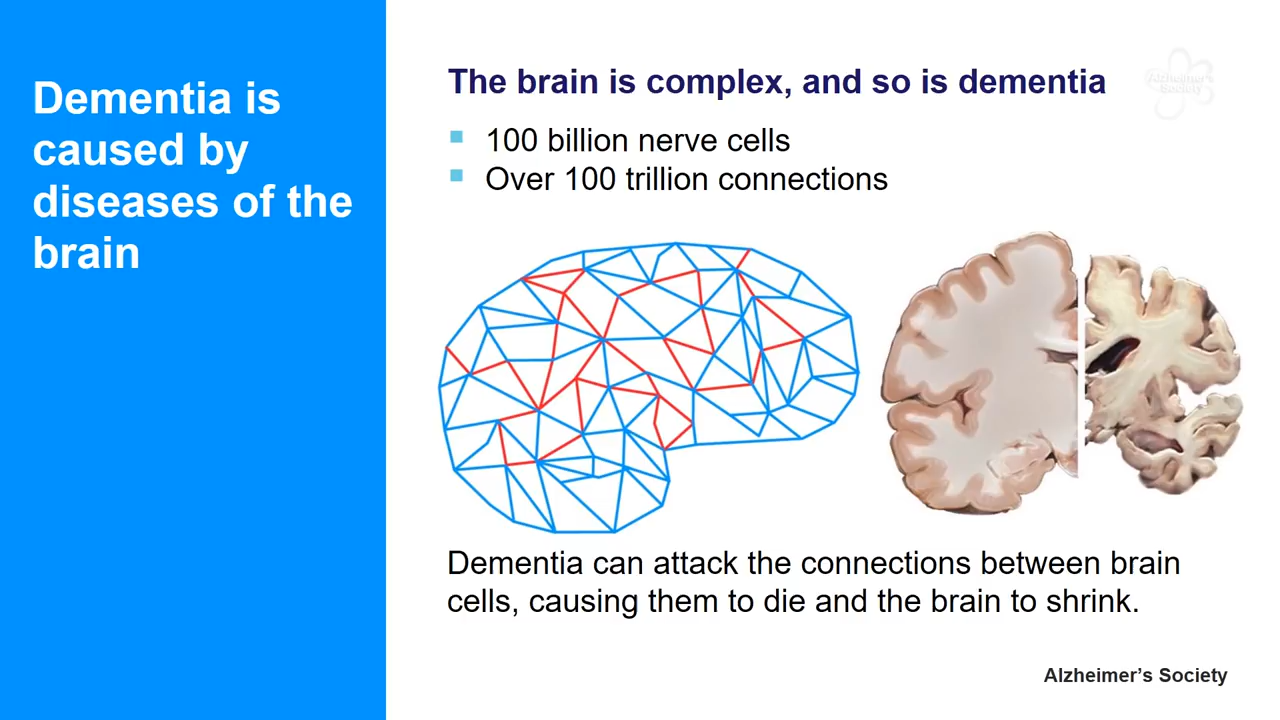 Dementia is
caused by
diseases of the
brain
The brain is complex, and so is dementia
Alzheimer's
Society
100 billion nerve cells
Over 100 trillion connections
Dementia can attack the connections between brain
cells, causing them to die and the brain to shrink.
Alzheimer’s Society